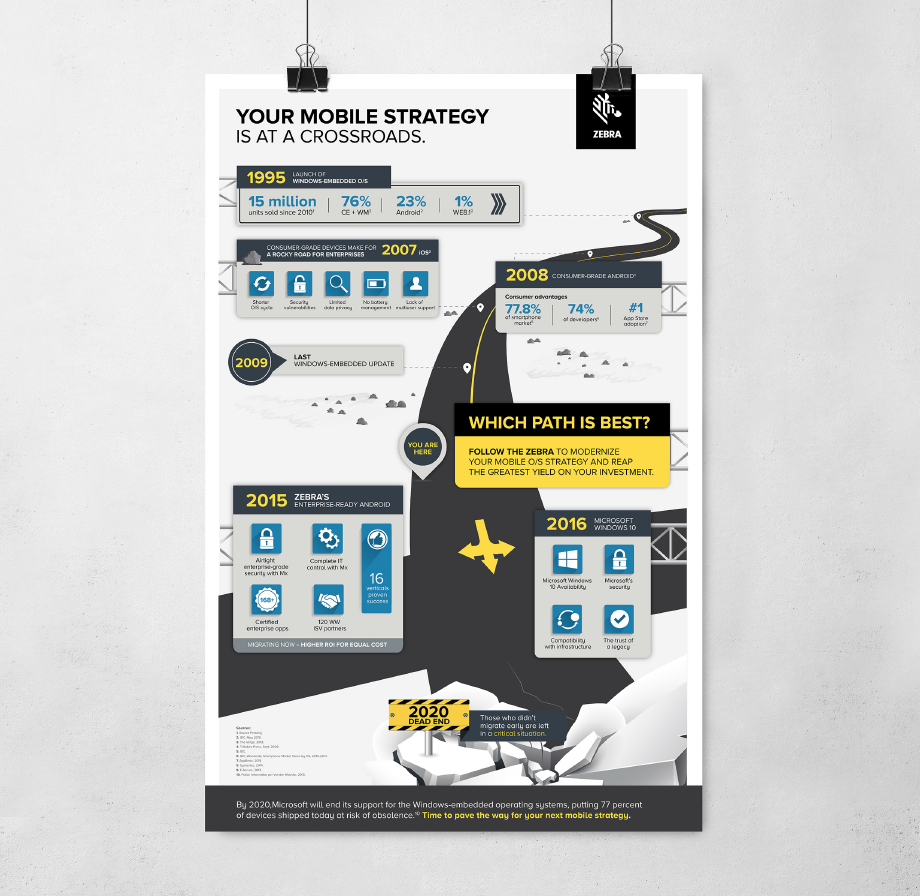 YOUR MOBILE STRATEGY
IS AT A CROSSROADS.
ZEBRA
1995 LAUNCH OF
WINDOWS-EMBEDDED O/S
15 million
units sold since 2010¹
76%
CE + WM²
23%
Android²
1%
WE8.1²
CONSUMER-GRADE DEVICES MAKE FOR
A ROCKY ROAD FOR ENTERPRISES
2007 iOS³
Shorter
O/S cycle
Security
vulnerabilities
Limited
data privacy
No battery
management
Lack of
multiuser support
2008 CONSUMER-GRADE ANDROID⁴
Consumer advantages
77.8%
of smartphone
market⁵
74%
of developers⁶
#1
App Store
adoption⁷
2009
LAST
WINDOWS-EMBEDDED UPDATE
WHICH PATH IS BEST?
FOLLOW THE ZEBRA TO MODERNIZE
YOUR MOBILE O/S STRATEGY AND REAP
THE GREATEST YIELD ON YOUR INVESTMENT.
YOU ARE
HERE
2015 ZEBRA'S
ENTERPRISE-READY ANDROID
Airtight
enterprise-grade
security with Mx
Complete IT
control with Mx
16
verticals
proven
success
168+
Certified
enterprise apps
120 WW
ISV partners
MIGRATING NOW = HIGHER ROI FOR EQUAL COST
2016 MICROSOFT
WINDOWS 10
Microsoft Windows
10 Availability
Microsoft's
security
Compatibility
with infrastructure
The trust of
a legacy
2020
DEAD END
Those who didn't
migrate early are left
in a critical situation.
Sources:
By 2020,Microsoft will end its support for the Windows-embedded operating systems, putting 77 percent
of devices shipped today at risk of obsolence.¹⁰ Time to pave the way for your next mobile strategy.